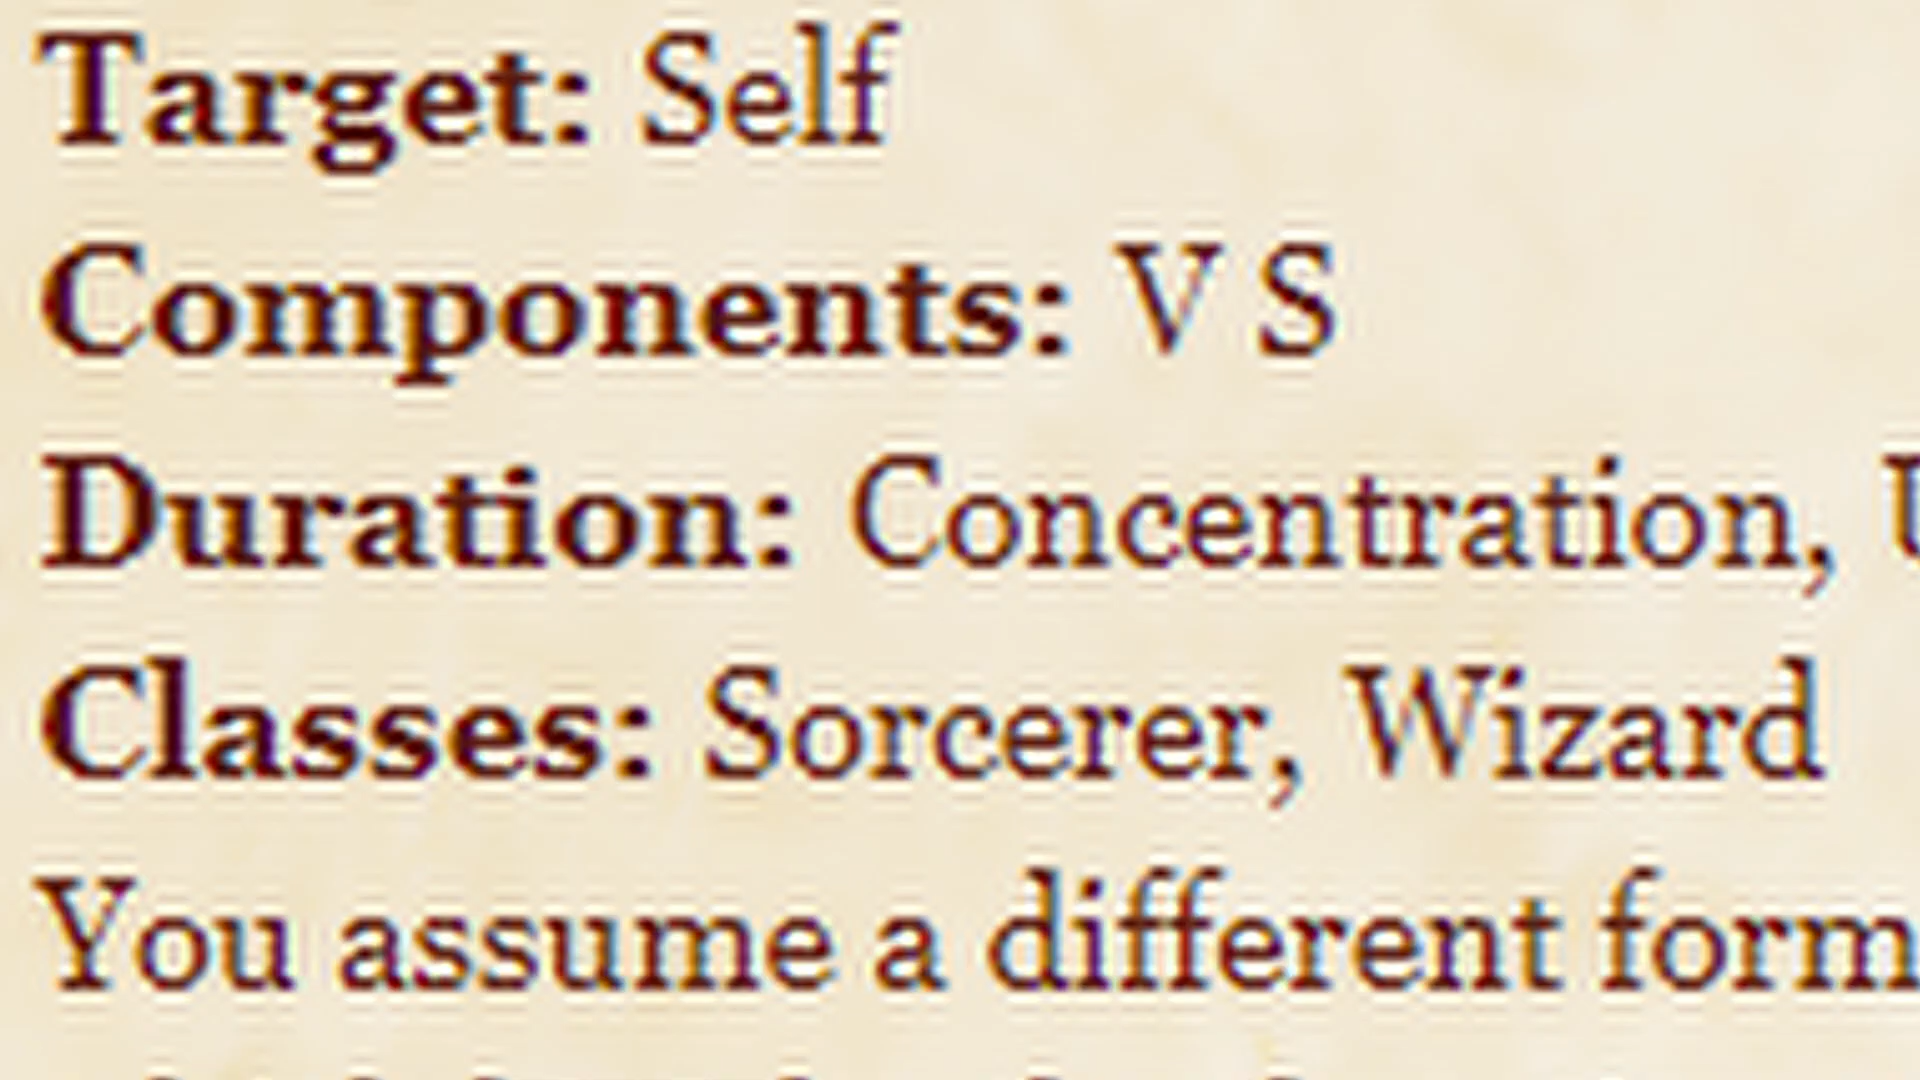 Target: Self
Components: V S
Duration: Concentration,
Classes: Sorcerer, Wizard
You assume a different form